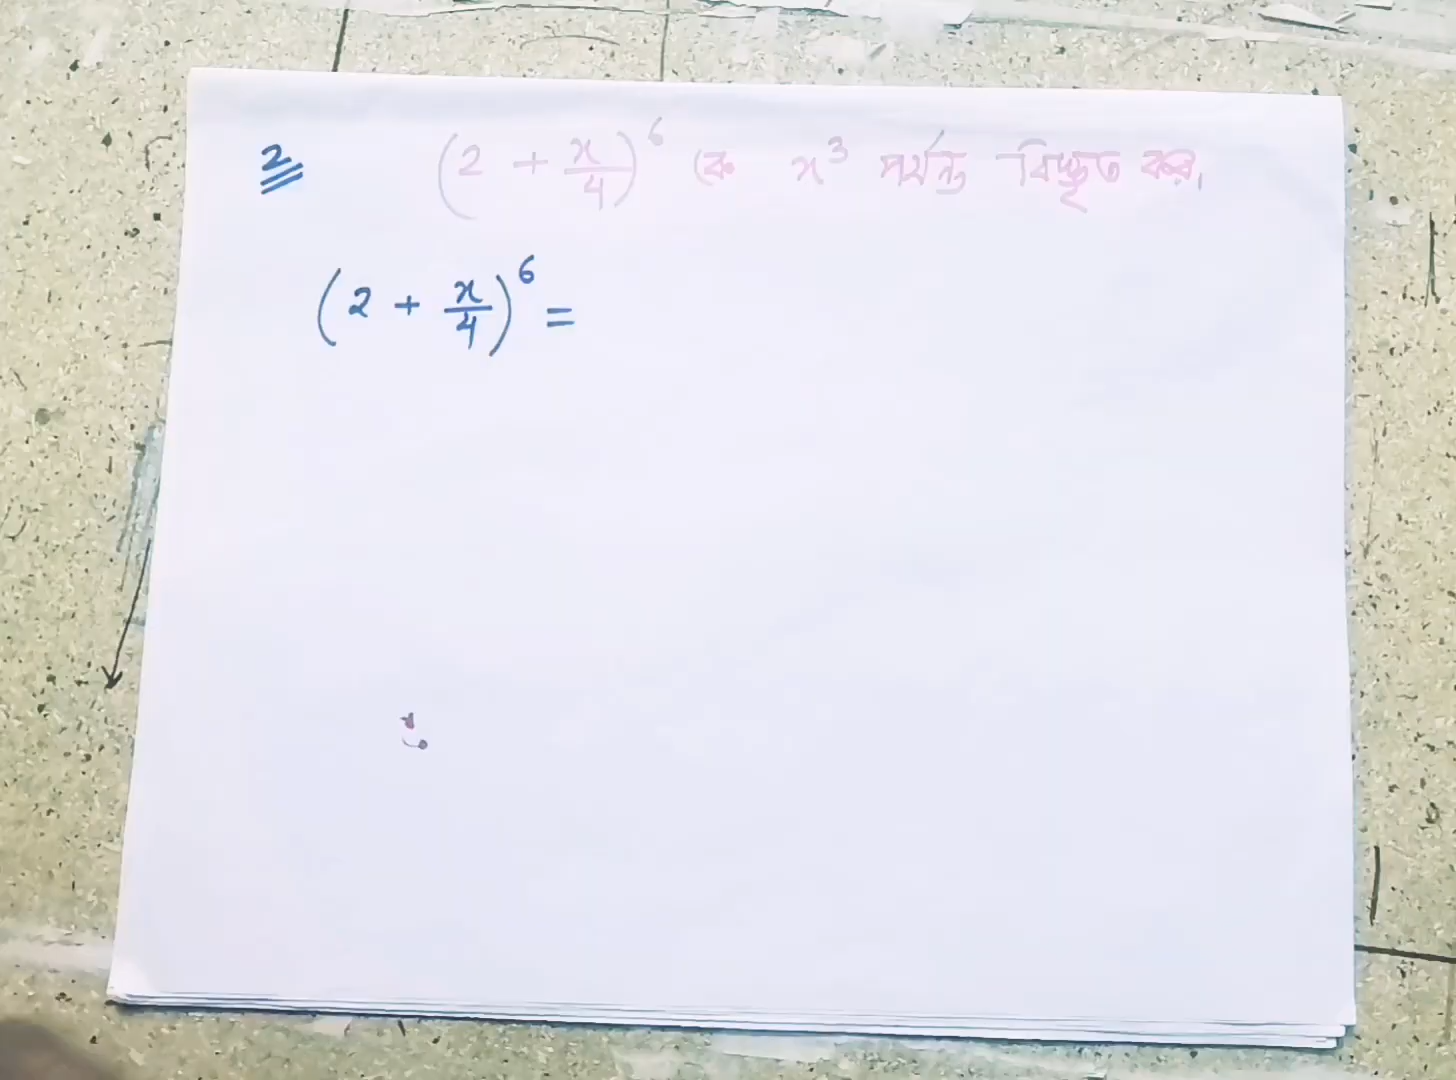 2
(2 + x/4)^6 কে x^3 পর্যন্ত বিস্তৃত কর।
(2 + x/4)^6 =